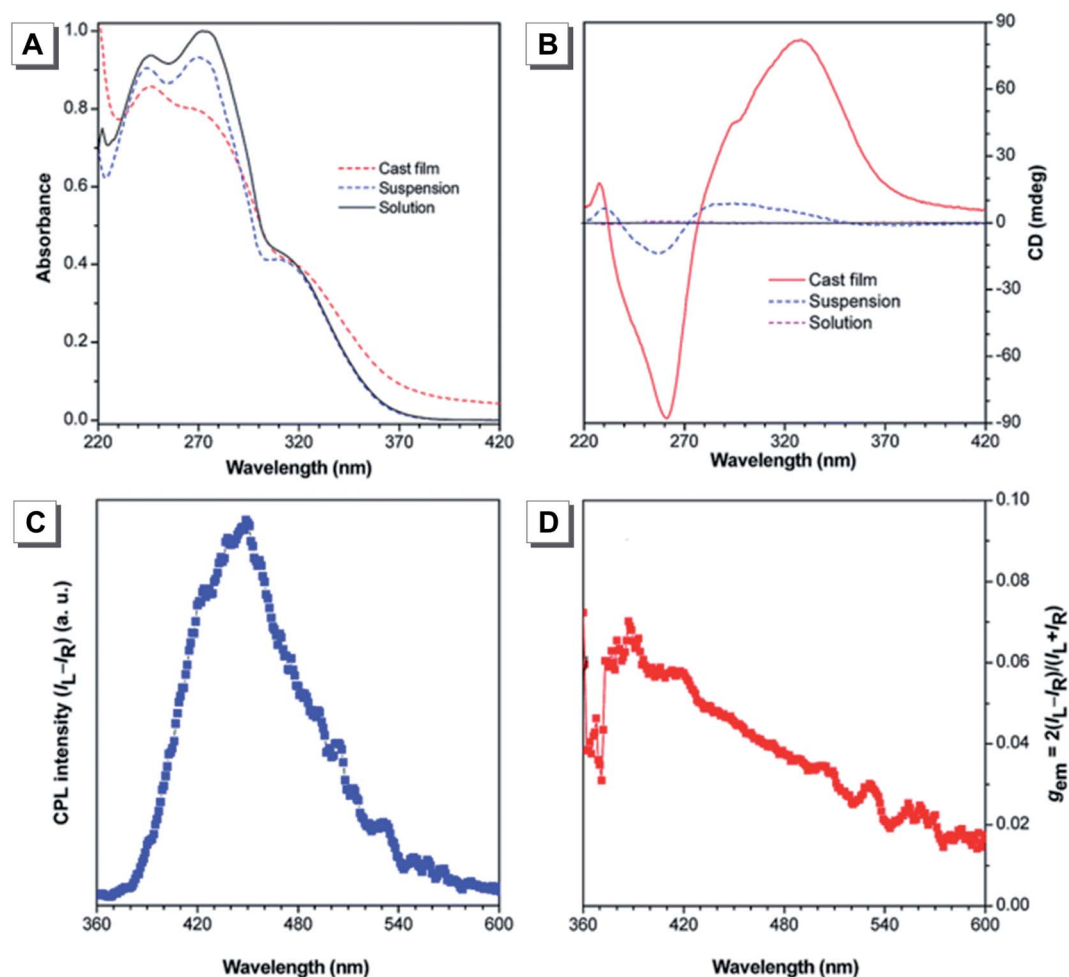 A
1.0
0.8
0.6
0.4
0.2
0.0
Absorbance
Cast film
Suspension
Solution
220 270 320 370 420
Wavelength (nm)
B
90
60
30
0
-30
-60
-90
CD (mdeg)
Cast film
Suspension
Solution
220 270 320 370 420
Wavelength (nm)
C
CPL intensity (IL–IR) (a. u.)
360 420 480 540 600
Wavelength (nm)
D
0.10
0.08
0.06
0.04
0.02
0.00
gem = 2(IL–IR)/(IL+IR)
360 420 480 540 600
Wavelength (nm)